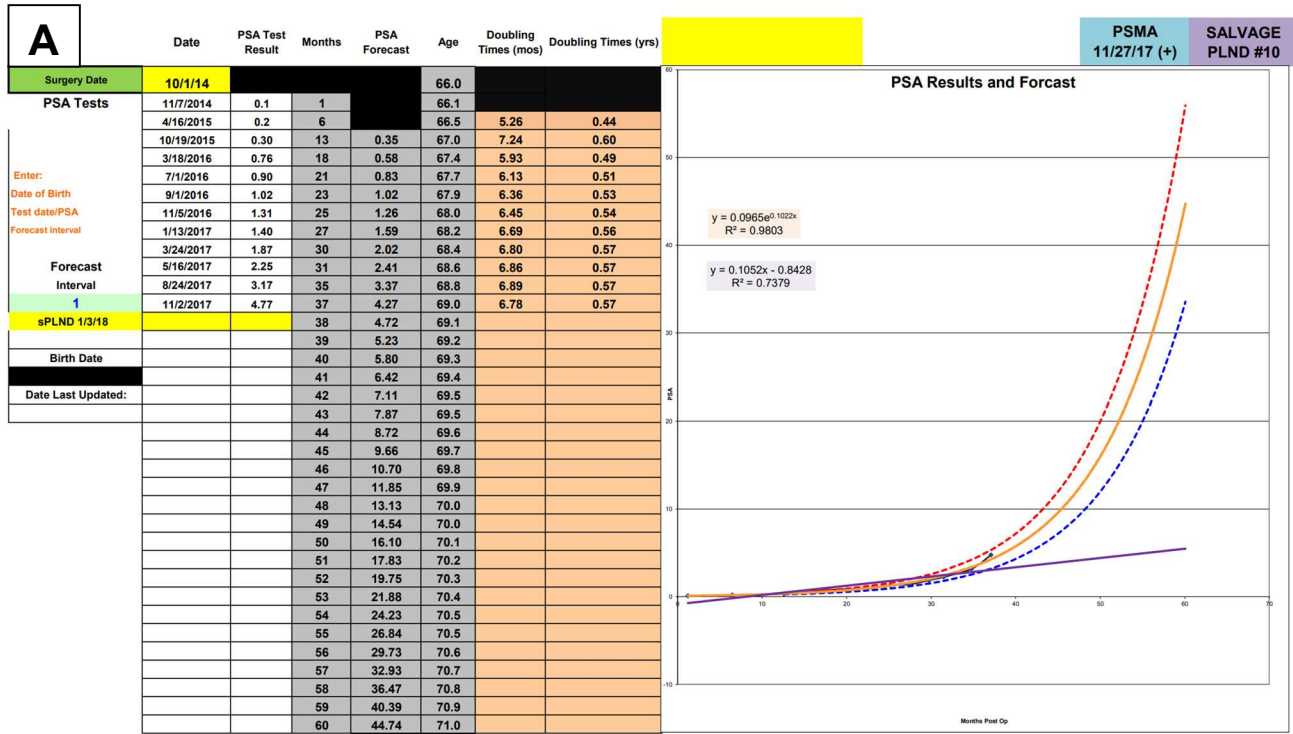 A
Date PSA Test Result Months PSA Forecast Age Doubling Times (mos) Doubling Times (yrs)
PSMA 11/27/17 (+)
SALVAGE PLND #10
Surgery Date 10/1/14 66.0
PSA Tests 11/7/2014 0.1 1 66.1
4/16/2015 0.2 6 66.5 5.26 0.44
10/19/2015 0.30 13 0.35 67.0 7.24 0.60
3/18/2016 0.76 18 0.58 67.4 5.93 0.49
Enter: 7/1/2016 0.90 21 0.83 67.7 6.13 0.51
Date of Birth 9/1/2016 1.02 23 1.02 67.9 6.36 0.53
Test date/PSA 11/5/2016 1.31 25 1.26 68.0 6.45 0.54
Forecast interval 1/13/2017 1.40 27 1.59 68.2 6.69 0.56
3/24/2017 1.87 30 2.02 68.4 6.80 0.57
Forecast 5/16/2017 2.25 31 2.41 68.6 6.86 0.57
Interval 8/24/2017 3.17 35 3.37 68.8 6.89 0.57
1 11/2/2017 4.77 37 4.27 69.0 6.78 0.57
sPLND 1/3/18 38 4.72 69.1
39 5.23 69.2
Birth Date 40 5.80 69.3
41 6.42 69.4
Date Last Updated: 42 7.11 69.5
43 7.87 69.5
44 8.72 69.6
45 9.66 69.7
46 10.70 69.8
47 11.85 69.9
48 13.13 70.0
49 14.54 70.0
50 16.10 70.1
51 17.83 70.2
52 19.75 70.3
53 21.88 70.4
54 24.23 70.5
55 26.84 70.5
56 29.73 70.6
57 32.93 70.7
58 36.47 70.8
59 40.39 70.9
60 44.74 71.0
PSA Results and Forcast
60
50
40
30
20
10
0
-10
PSA
y = 0.0965e^0.1022x
R² = 0.9803
y = 0.1052x - 0.8428
R² = 0.7379
0 10 20 30 40 50 60 70
Months Post Op